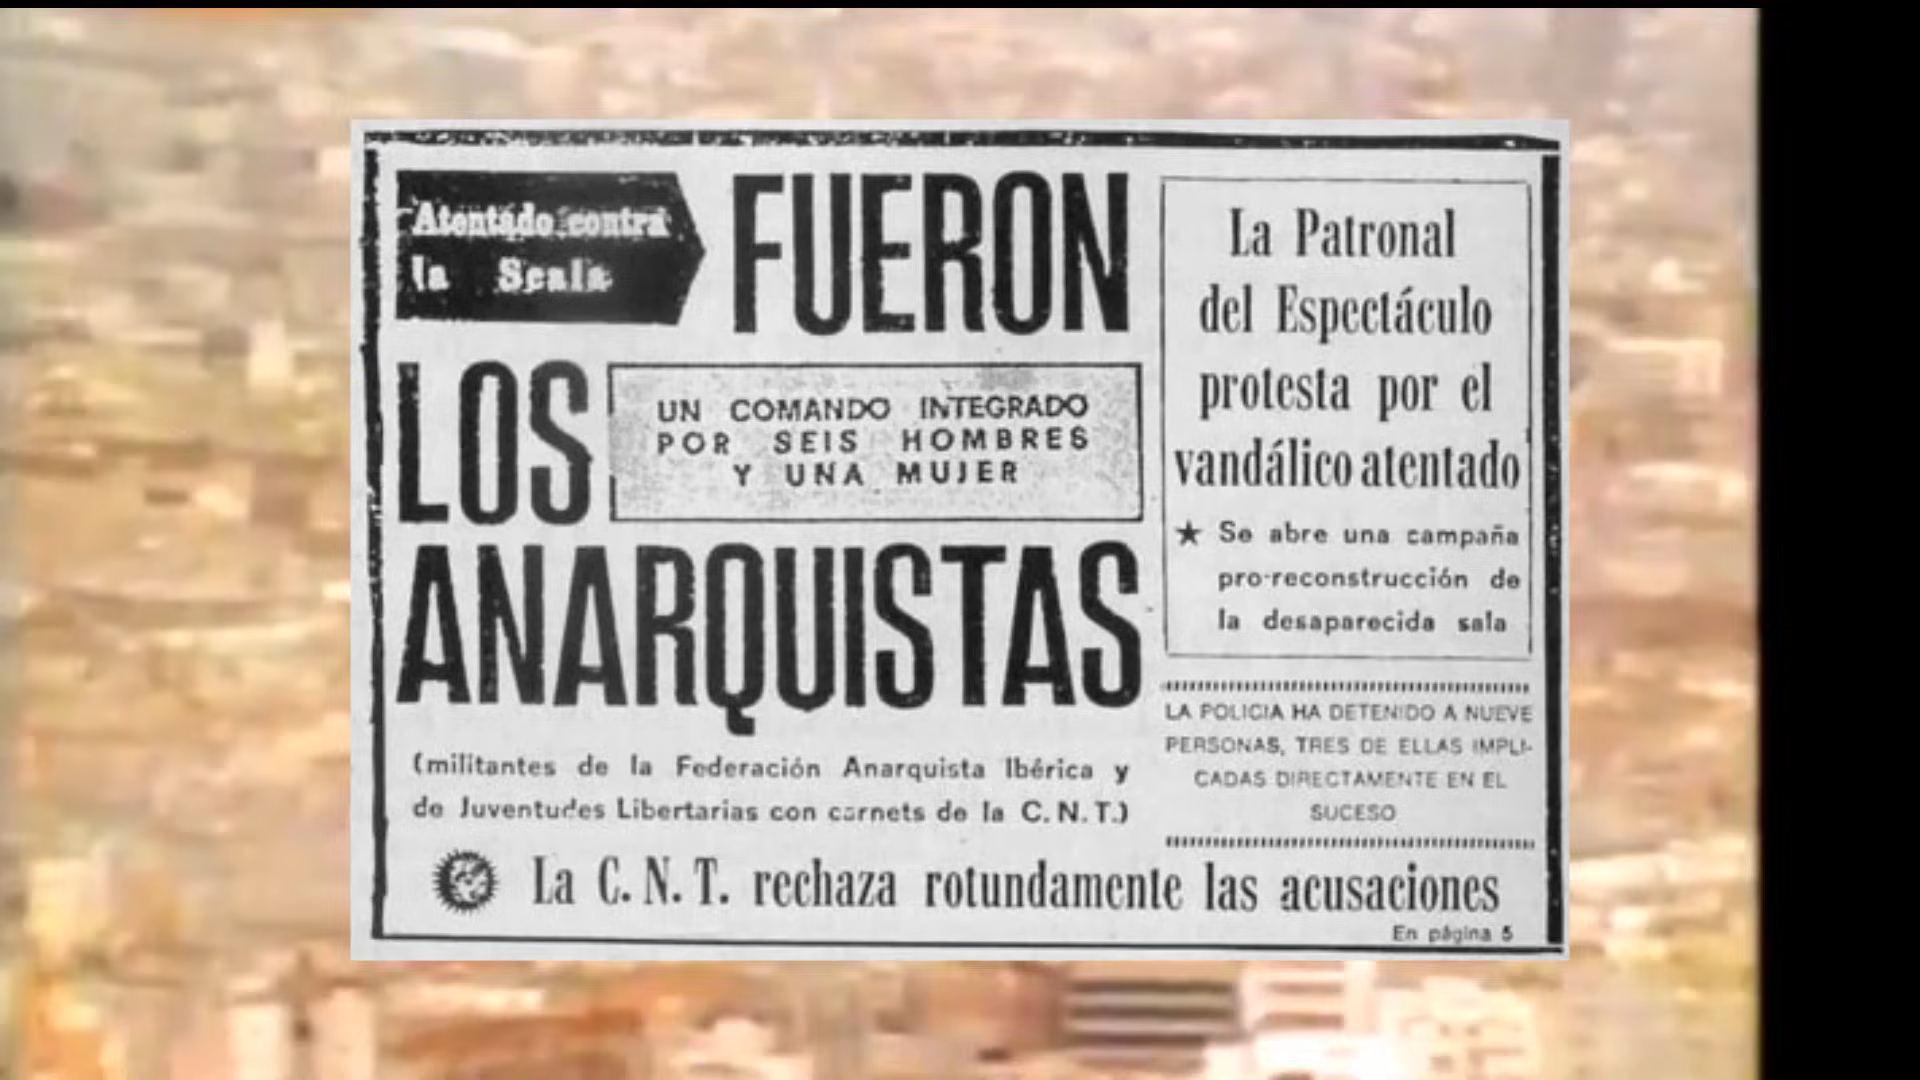 Atentado contra
la Scala
FUERON
LOS
UN COMANDO INTEGRADO
POR SEIS HOMBRES
Y UNA MUJER
ANARQUISTAS
(militantes de la Federación Anarquista Ibérica y
de Juventudes Libertarias con carnets de la C.N.T.)
La Patronal
del Espectáculo
protesta por el
vandálico atentado
★ Se abre una campaña
pro-reconstrucción de
la desaparecida sala
LA POLICIA HA DETENIDO A NUEVE
PERSONAS, TRES DE ELLAS IMPLI-
CADAS DIRECTAMENTE EN EL
SUCESO
La C.N.T. rechaza rotundamente las acusaciones
En página 5